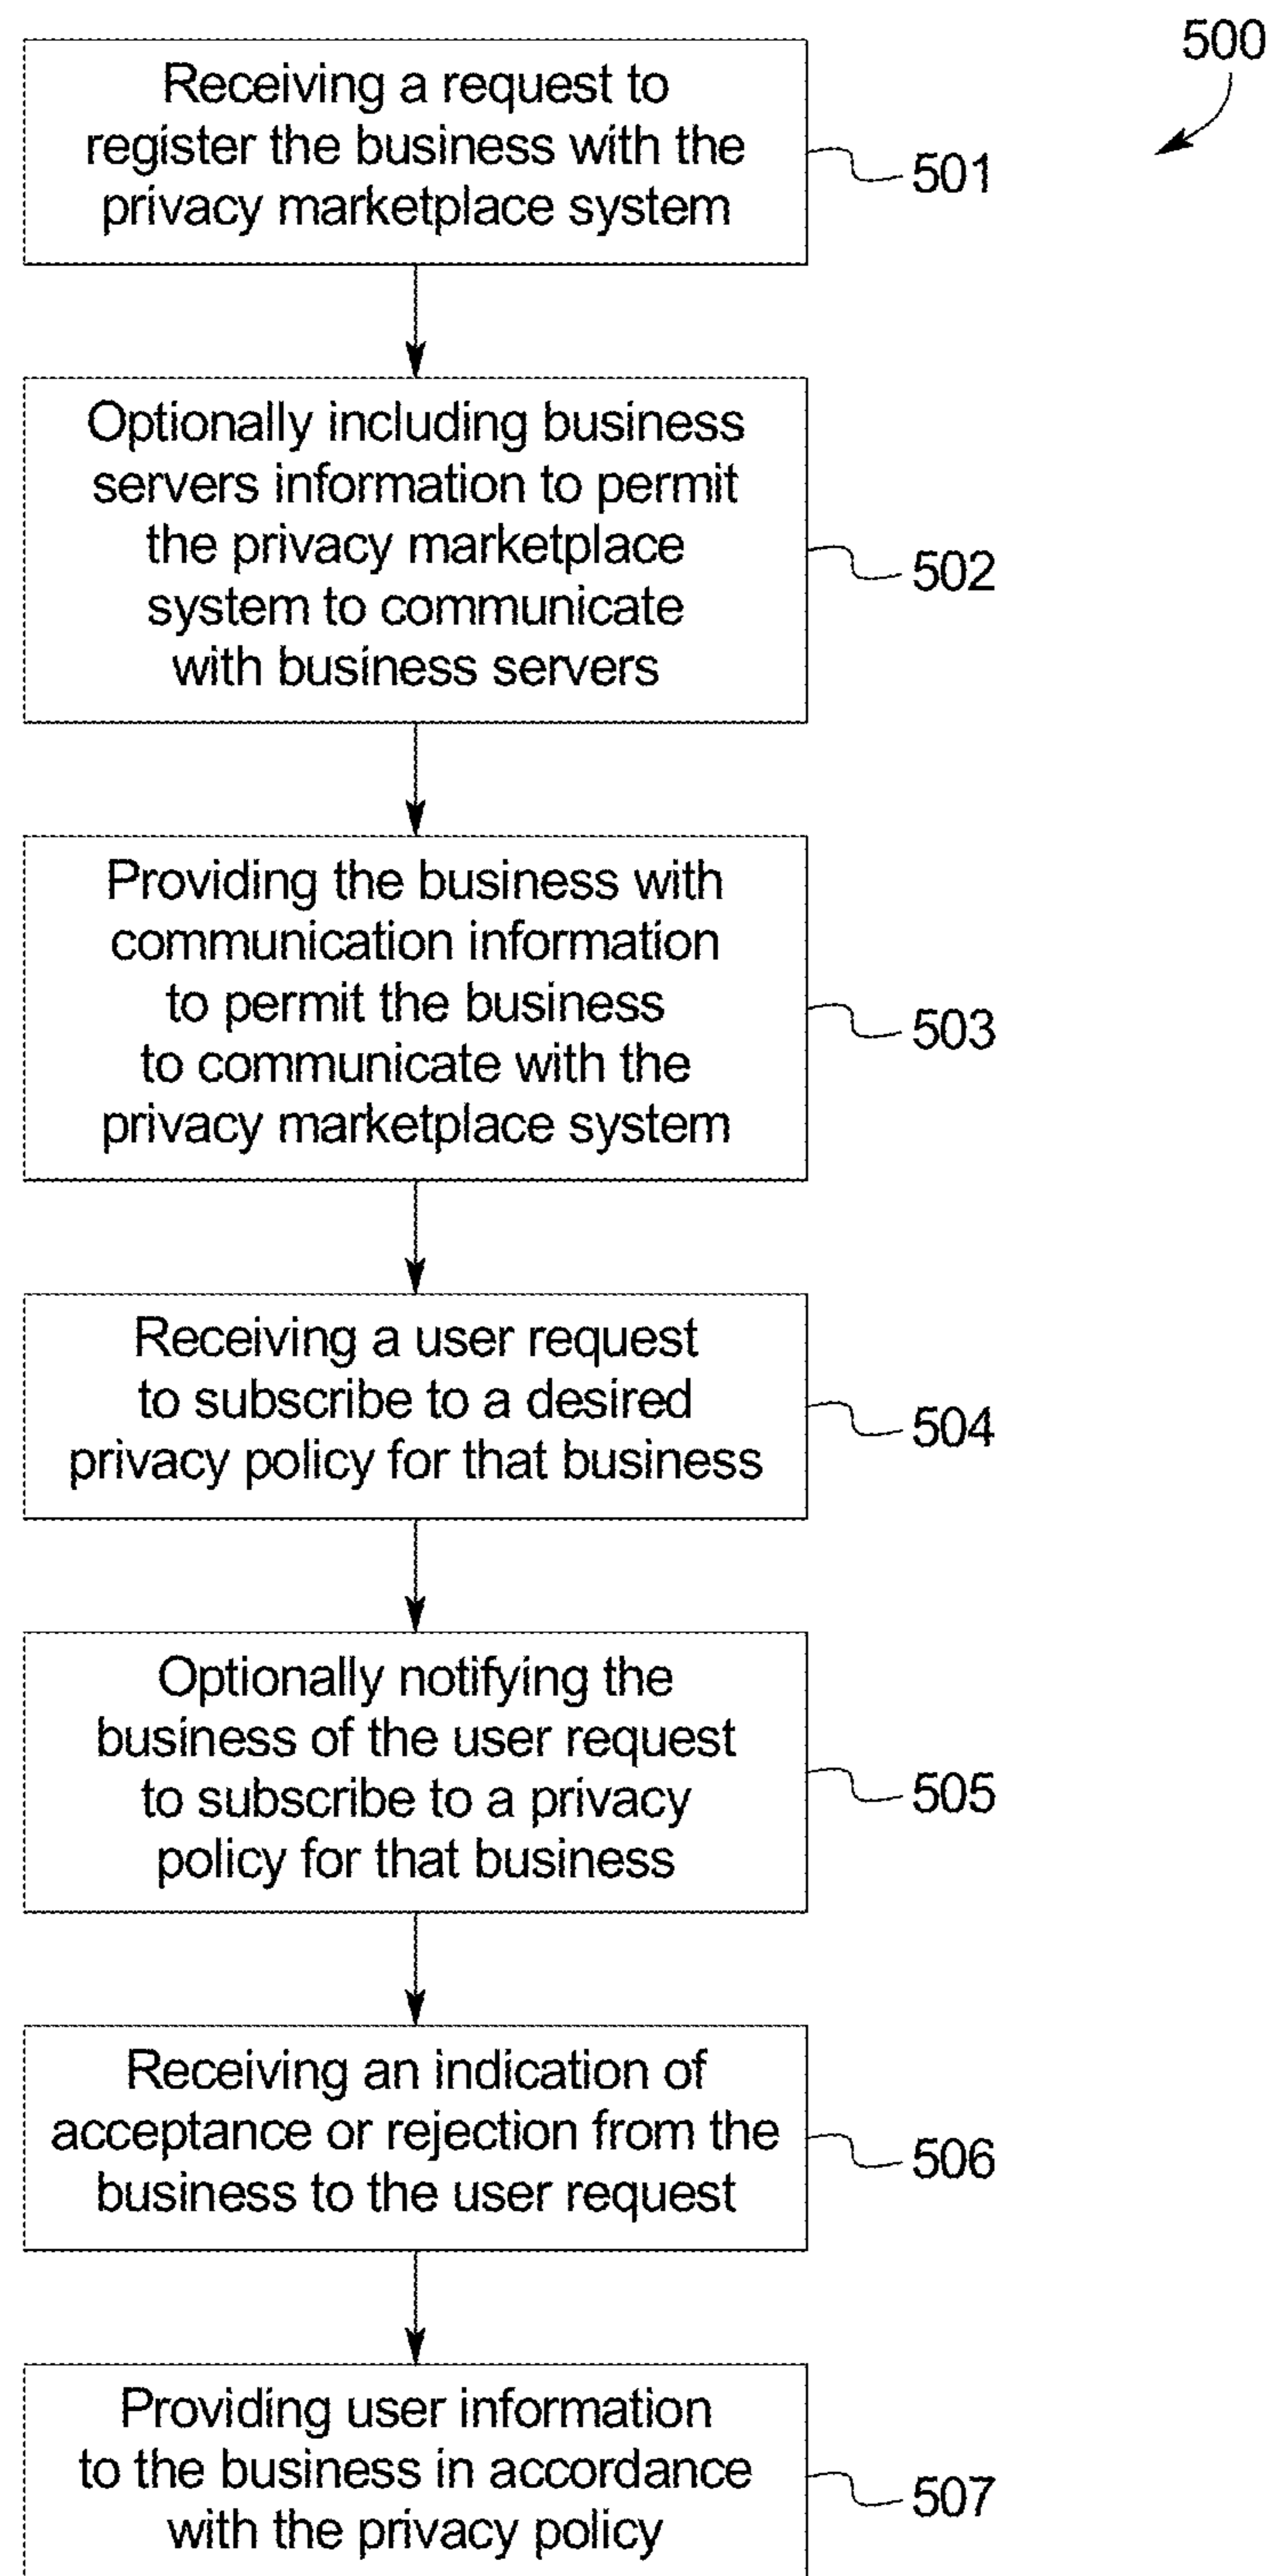 500
Receiving a request to
register the business with the
privacy marketplace system
501
Optionally including business
servers information to permit
the privacy marketplace
system to communicate
with business servers
502
Providing the business with
communication information
to permit the business
to communicate with the
privacy marketplace system
503
Receiving a user request
to subscribe to a desired
privacy policy for that business
504
Optionally notifying the
business of the user request
to subscribe to a privacy
policy for that business
505
Receiving an indication of
acceptance or rejection from the
business to the user request
506
Providing user information
to the business in accordance
with the privacy policy
507